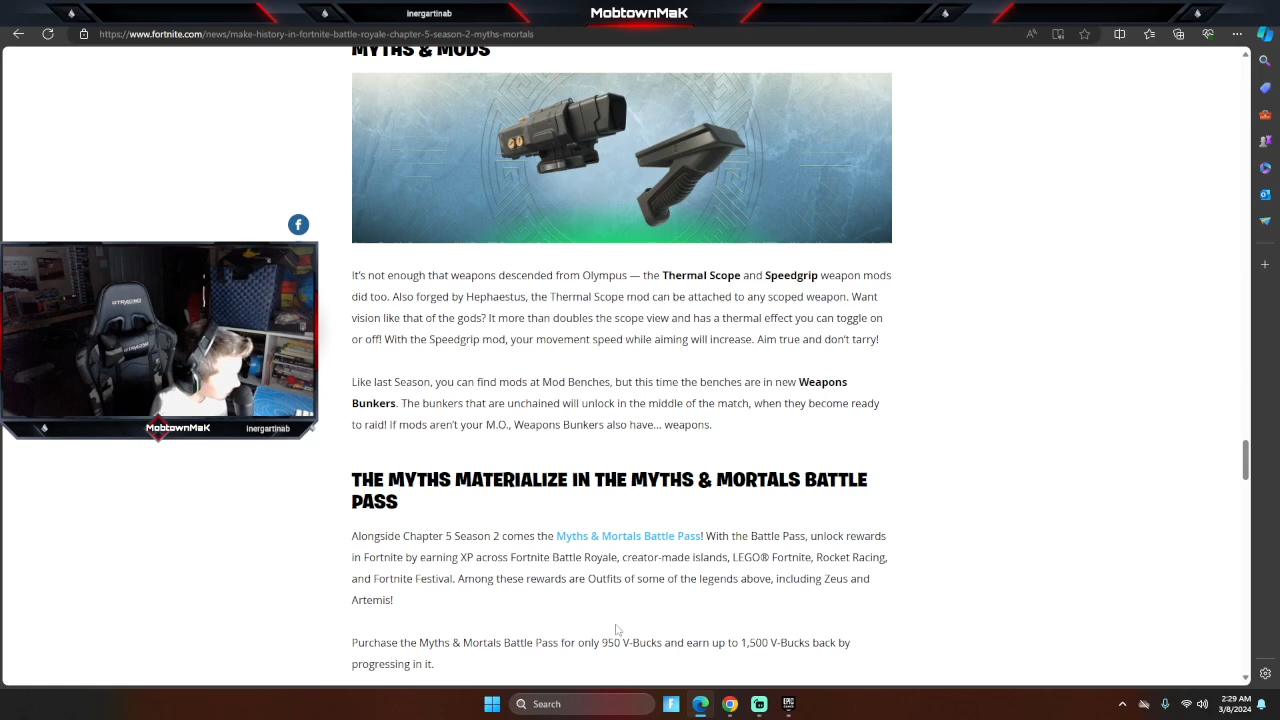 inergartinab
MobtownMaK
https://www.fortnite.com/news/make-history-in-fortnite-battle-royale-chapter-5-season-2-myths-mortals
MYTHS & MODS
It's not enough that weapons descended from Olympus — the Thermal Scope and Speedgrip weapon mods
did too. Also forged by Hephaestus, the Thermal Scope mod can be attached to any scoped weapon. Want
vision like that of the gods? It more than doubles the scope view and has a thermal effect you can toggle on
or off! With the Speedgrip mod, your movement speed while aiming will increase. Aim true and don't tarry!
Like last Season, you can find mods at Mod Benches, but this time the benches are in new Weapons
Bunkers. The bunkers that are unchained will unlock in the middle of the match, when they become ready
to raid! If mods aren't your M.O., Weapons Bunkers also have... weapons.
THE MYTHS MATERIALIZE IN THE MYTHS & MORTALS BATTLE
PASS
Alongside Chapter 5 Season 2 comes the Myths & Mortals Battle Pass! With the Battle Pass, unlock rewards
in Fortnite by earning XP across Fortnite Battle Royale, creator-made islands, LEGO® Fortnite, Rocket Racing,
and Fortnite Festival. Among these rewards are Outfits of some of the legends above, including Zeus and
Artemis!
Purchase the Myths & Mortals Battle Pass for only 950 V-Bucks and earn up to 1,500 V-Bucks back by
progressing in it.
GTRACING
GTRACING
MobtownMaK
inergartinab
Search
EPIC GAMES
2:29 AM
3/8/2024